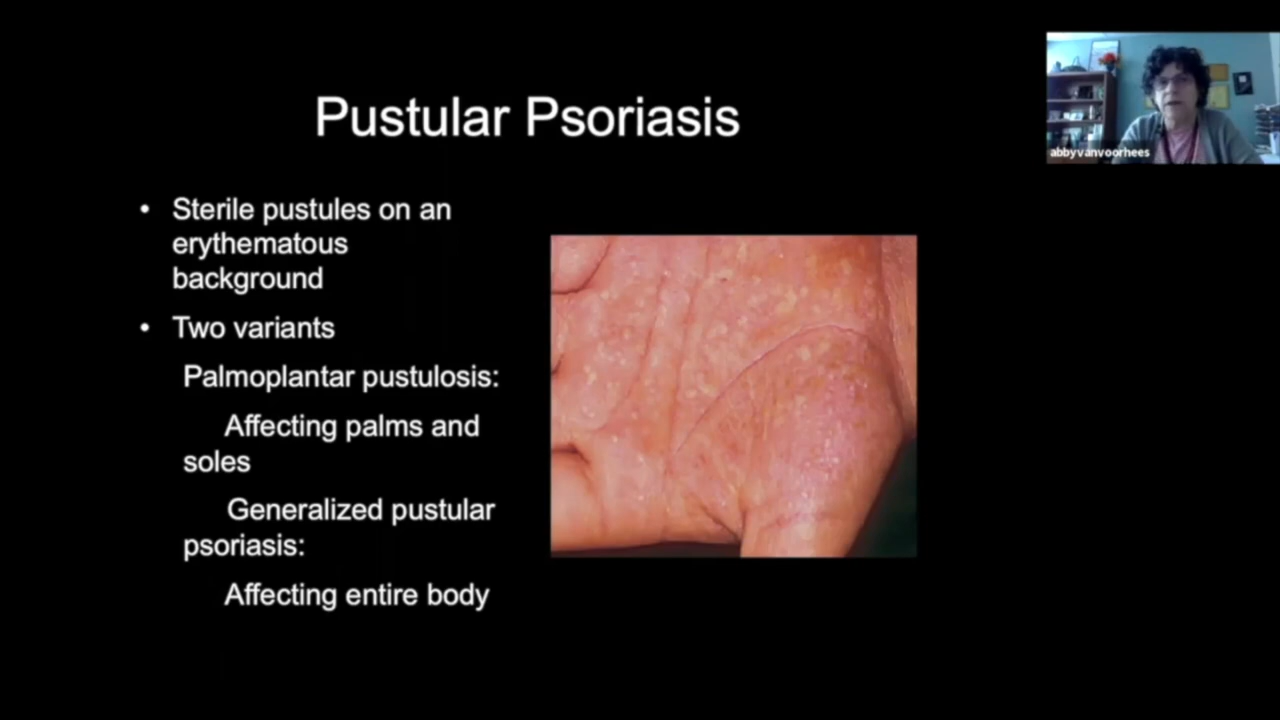 Pustular Psoriasis
abbyvanvoorhees
• Sterile pustules on an
erythematous
background
• Two variants
Palmoplantar pustulosis:
Affecting palms and
soles
Generalized pustular
psoriasis:
Affecting entire body